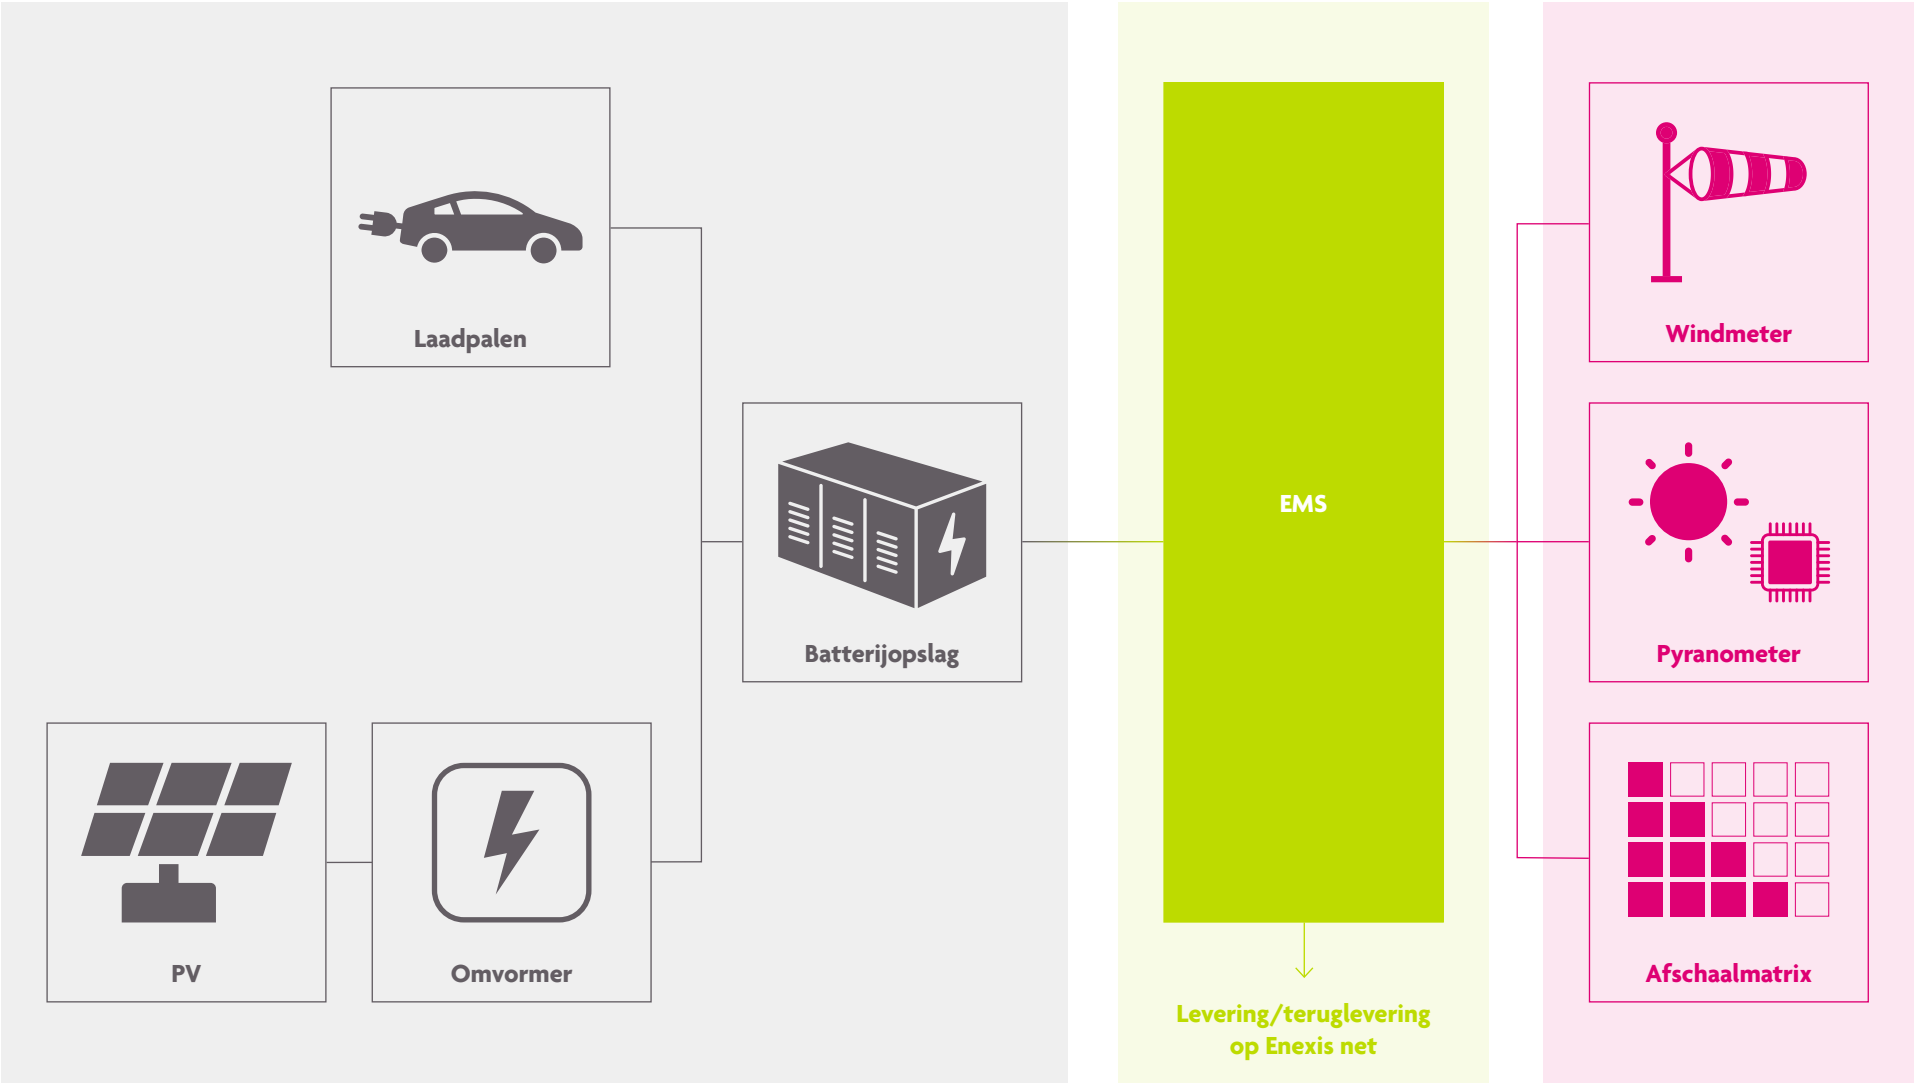 Laadpalen
Batterijopslag
PV
Omvormer
EMS
Levering/teruglevering
op Enexis net
Windmeter
Pyranometer
Afschaalmatrix